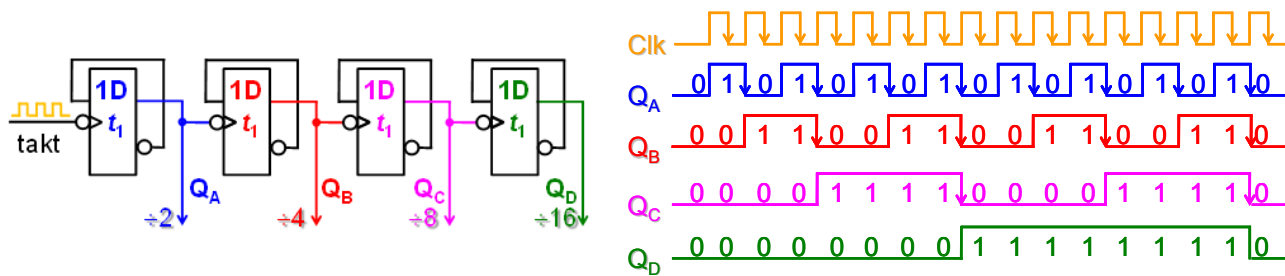 1D 1D 1D 1D
t1 t1 t1 t1
takt
QA QB QC QD
÷2 ÷4 ÷8 ÷16
Clk
QA 0 1 0 1 0 1 0 1 0 1 0 1 0 1 0 1 0
QB 0 0 1 1 0 0 1 1 0 0 1 1 0 0 1 1 0
QC 0 0 0 0 1 1 1 1 0 0 0 0 1 1 1 1 0
QD 0 0 0 0 0 0 0 0 1 1 1 1 1 1 1 1 0